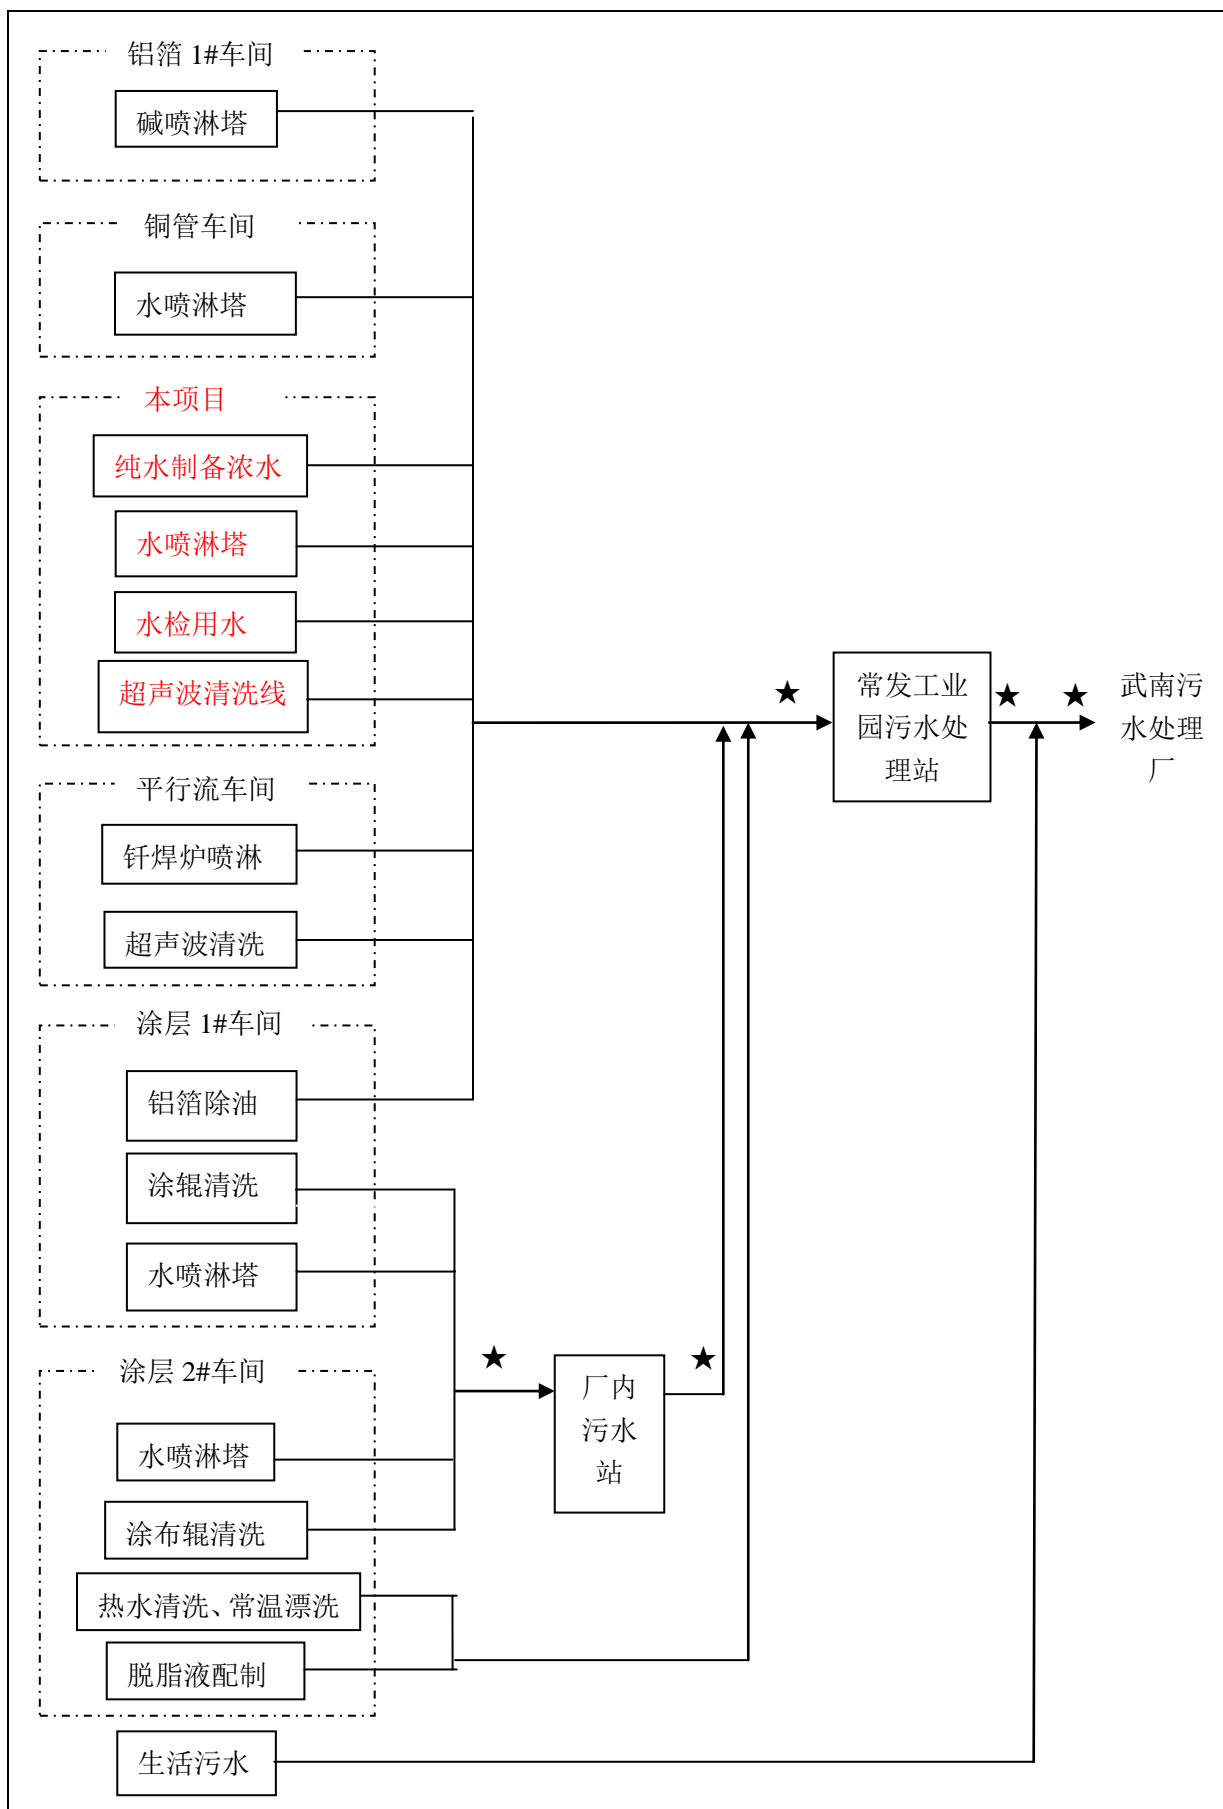 铝箔 1#车间
碱喷淋塔
铜管车间
水喷淋塔
本项目
纯水制备浓水
水喷淋塔
水检用水
超声波清洗线
平行流车间
钎焊炉喷淋
超声波清洗
涂层 1#车间
铝箔除油
涂辊清洗
水喷淋塔
涂层 2#车间
水喷淋塔
涂布辊清洗
热水清洗、常温漂洗
脱脂液配制
生活污水
厂内
污水
站
★
★
★
常发工业
园污水处
理站
★
★
武南污
水处理
厂